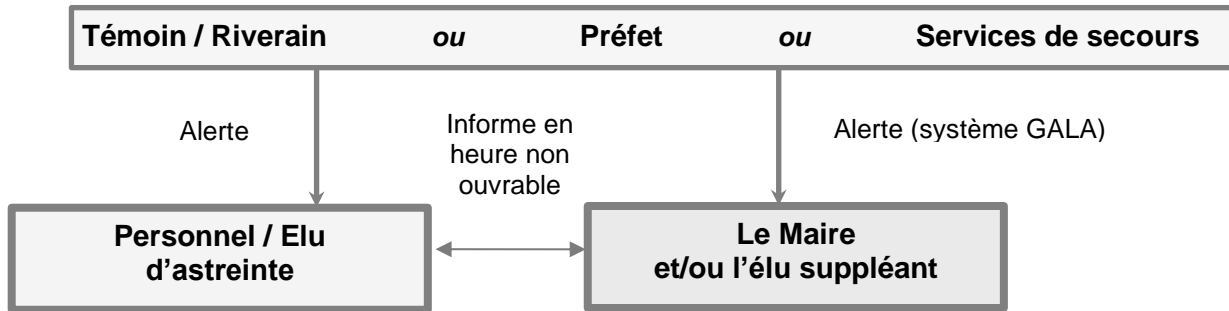 Témoin / Riverain ou Préfet ou Services de secours
Alerte
Informe en
heure non
ouvrable
Alerte (système GALA)
Personnel / Elu
d’astreinte
Le Maire
et/ou l’élu suppléant